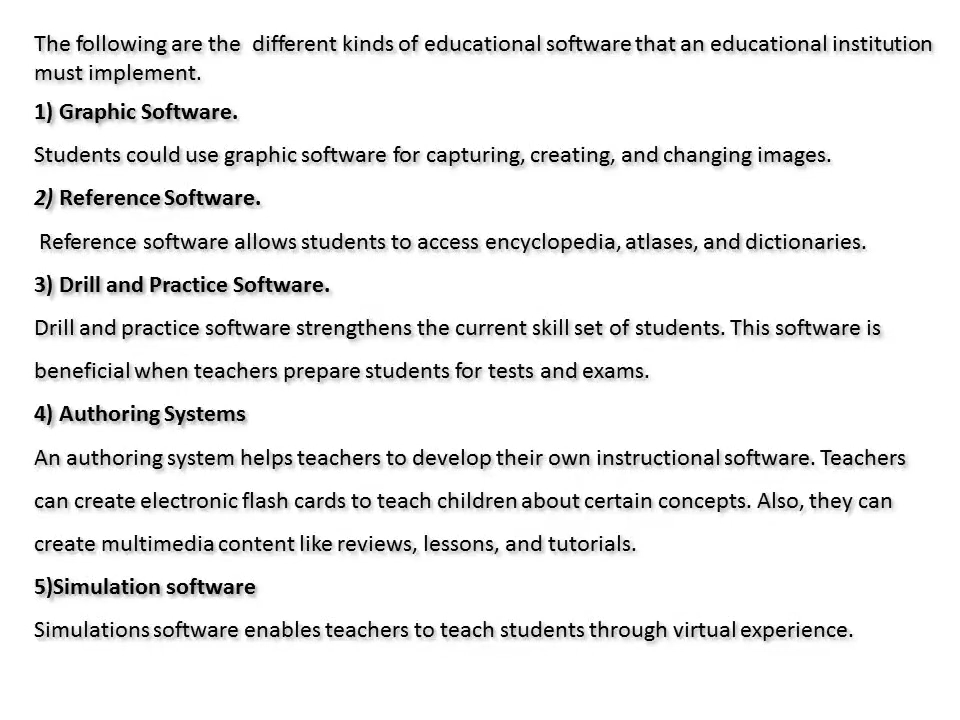 The following are the different kinds of educational software that an educational institution
must implement.
1) Graphic Software.
Students could use graphic software for capturing, creating, and changing images.
2) Reference Software.
Reference software allows students to access encyclopedia, atlases, and dictionaries.
3) Drill and Practice Software.
Drill and practice software strengthens the current skill set of students. This software is
beneficial when teachers prepare students for tests and exams.
4) Authoring Systems
An authoring system helps teachers to develop their own instructional software. Teachers
can create electronic flash cards to teach children about certain concepts. Also, they can
create multimedia content like reviews, lessons, and tutorials.
5)Simulation software
Simulations software enables teachers to teach students through virtual experience.